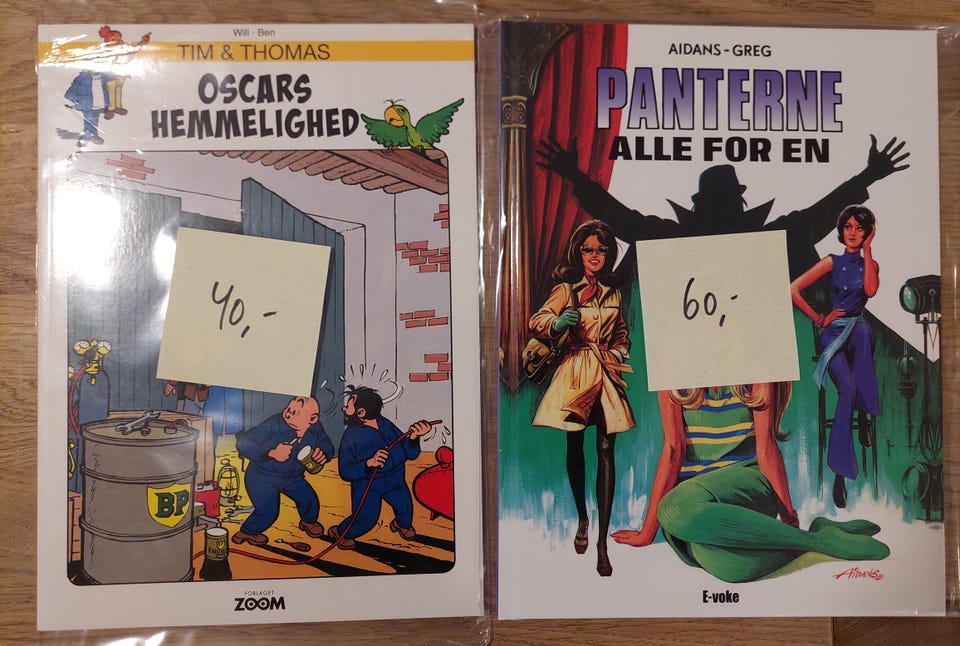 Will · Ben
TIM & THOMAS
OSCARS
HEMMELIGHED
40,-
BP
FORLAGET
ZOOM
AIDANS-GREG
PANTERNE
ALLE FOR EN
60,-
AIDANS
E-voke